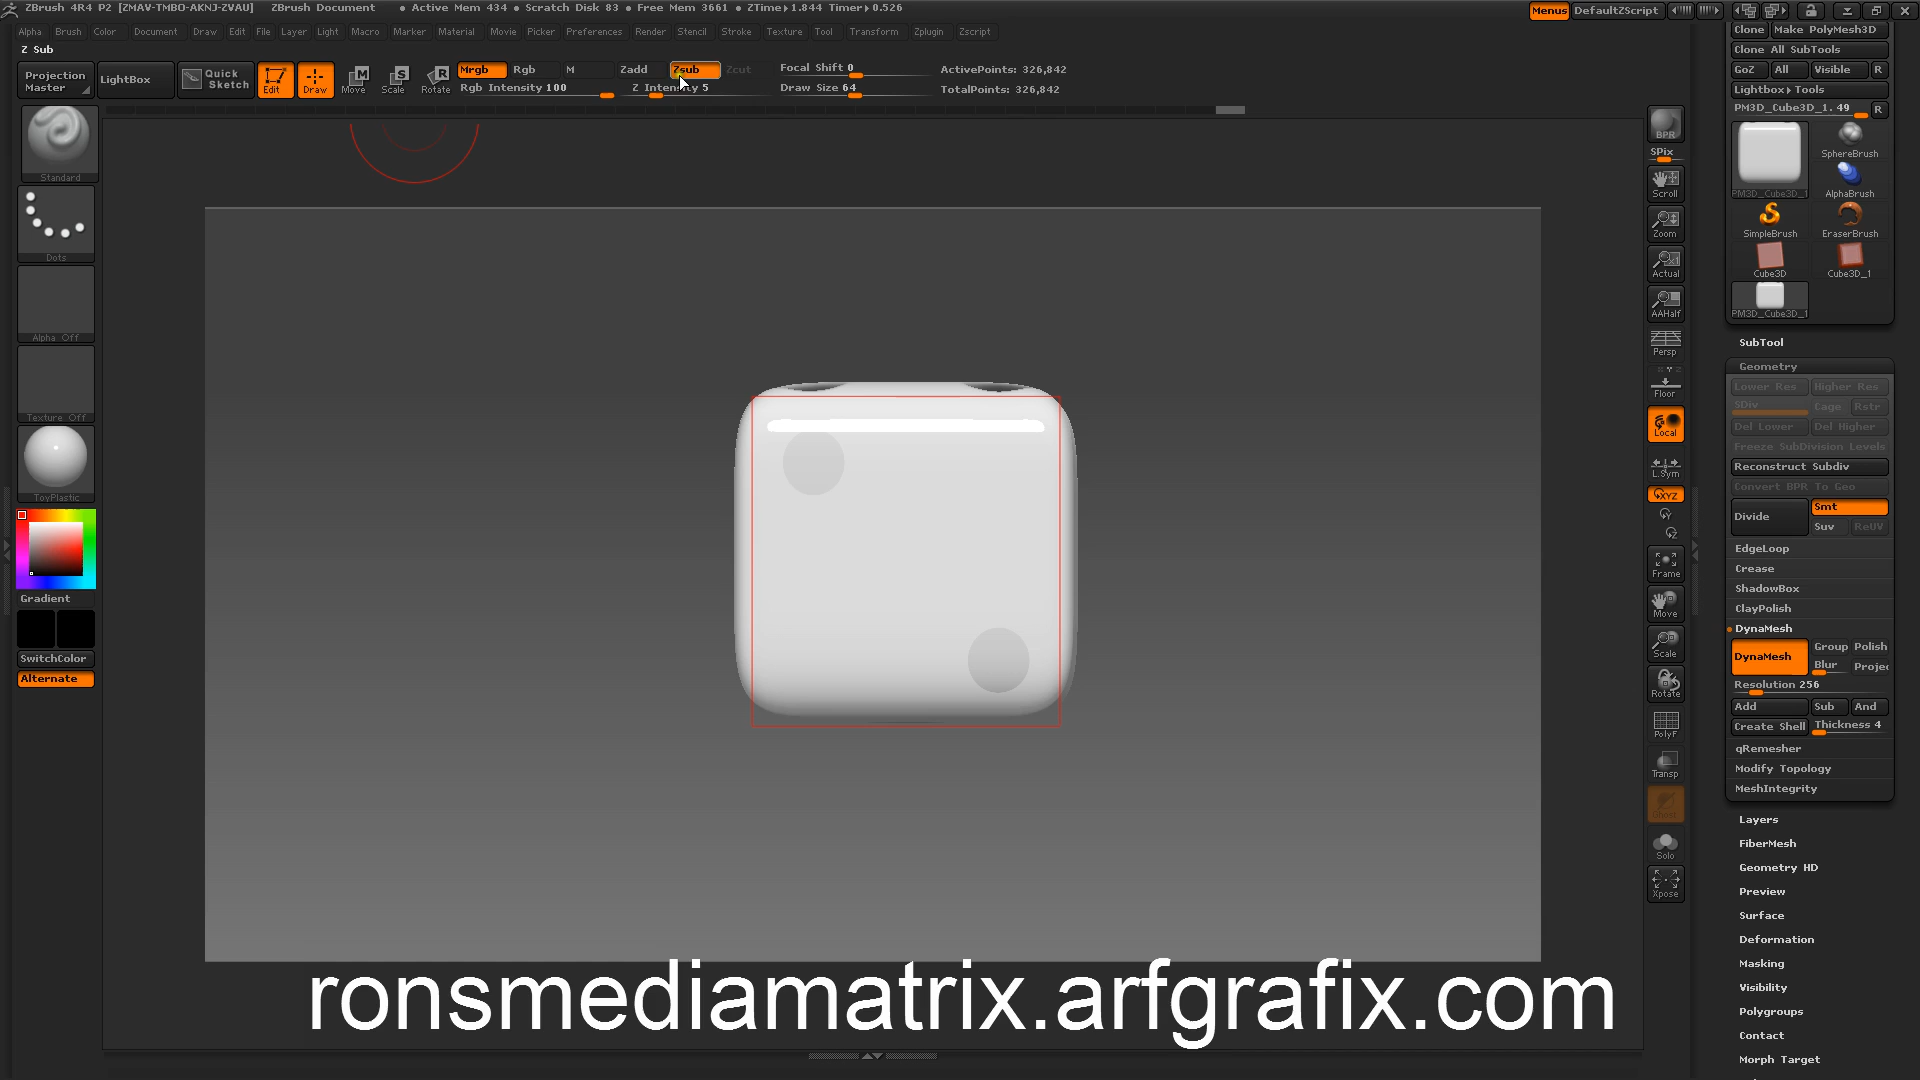 ZBrush 4R4 P2 [ZMAV-TMBO-AKNJ-ZVAU] ZBrush Document • Active Mem 434 • Scratch Disk 83 • Free Mem 3661 • ZTime 1.844 Timer 0.526 Menus DefaultZScript
Alpha Brush Color Document Draw Edit File Layer Light Macro Marker Material Movie Picker Preferences Render Stencil Stroke Texture Tool Transform Zplugin Zscript
Z Sub
Projection Master
LightBox
Quick Sketch
Edit
Draw
Move
Scale
Rotate
Mrgb Rgb M Zadd Zsub Zcut
Rgb Intensity 100 Z Intensity 5
Focal Shift 0
Draw Size 64
ActivePoints: 326,842
TotalPoints: 326,842
Standard
Dots
Alpha Off
Texture Off
ToyPlastic
Gradient
SwitchColor
Alternate
BPR
SPix
Scroll
Zoom
Actual
AAHalf
Persp
Floor
Local
L.Sym
XYZ
Frame
Move
Scale
Rotate
PolyF
Transp
Solo
Xpose
Clone Make PolyMesh3D
Clone All SubTools
GoZ All Visible R
Lightbox Tools
PM3D_Cube3D_1. 49 R
PM3D_Cube3D_1
SphereBrush
AlphaBrush
SimpleBrush EraserBrush
Cube3D Cube3D_1
PM3D_Cube3D_1
SubTool
Geometry
Lower Res Higher Res
SDiv Cage Rstr
Del Lower Del Higher
Freeze SubDivision Levels
Reconstruct Subdiv
Convert BPR To Geo
Divide Smt
Suv ReUV
EdgeLoop
Crease
ShadowBox
ClayPolish
DynaMesh
DynaMesh Group Polish
Blur Projec
Resolution 256
Add Sub And
Create Shell Thickness 4
qRemesher
Modify Topology
MeshIntegrity
Layers
FiberMesh
Geometry HD
Preview
Surface
Deformation
Masking
Visibility
Polygroups
Contact
Morph Target
ronsmediamatrix.arfgrafix.com